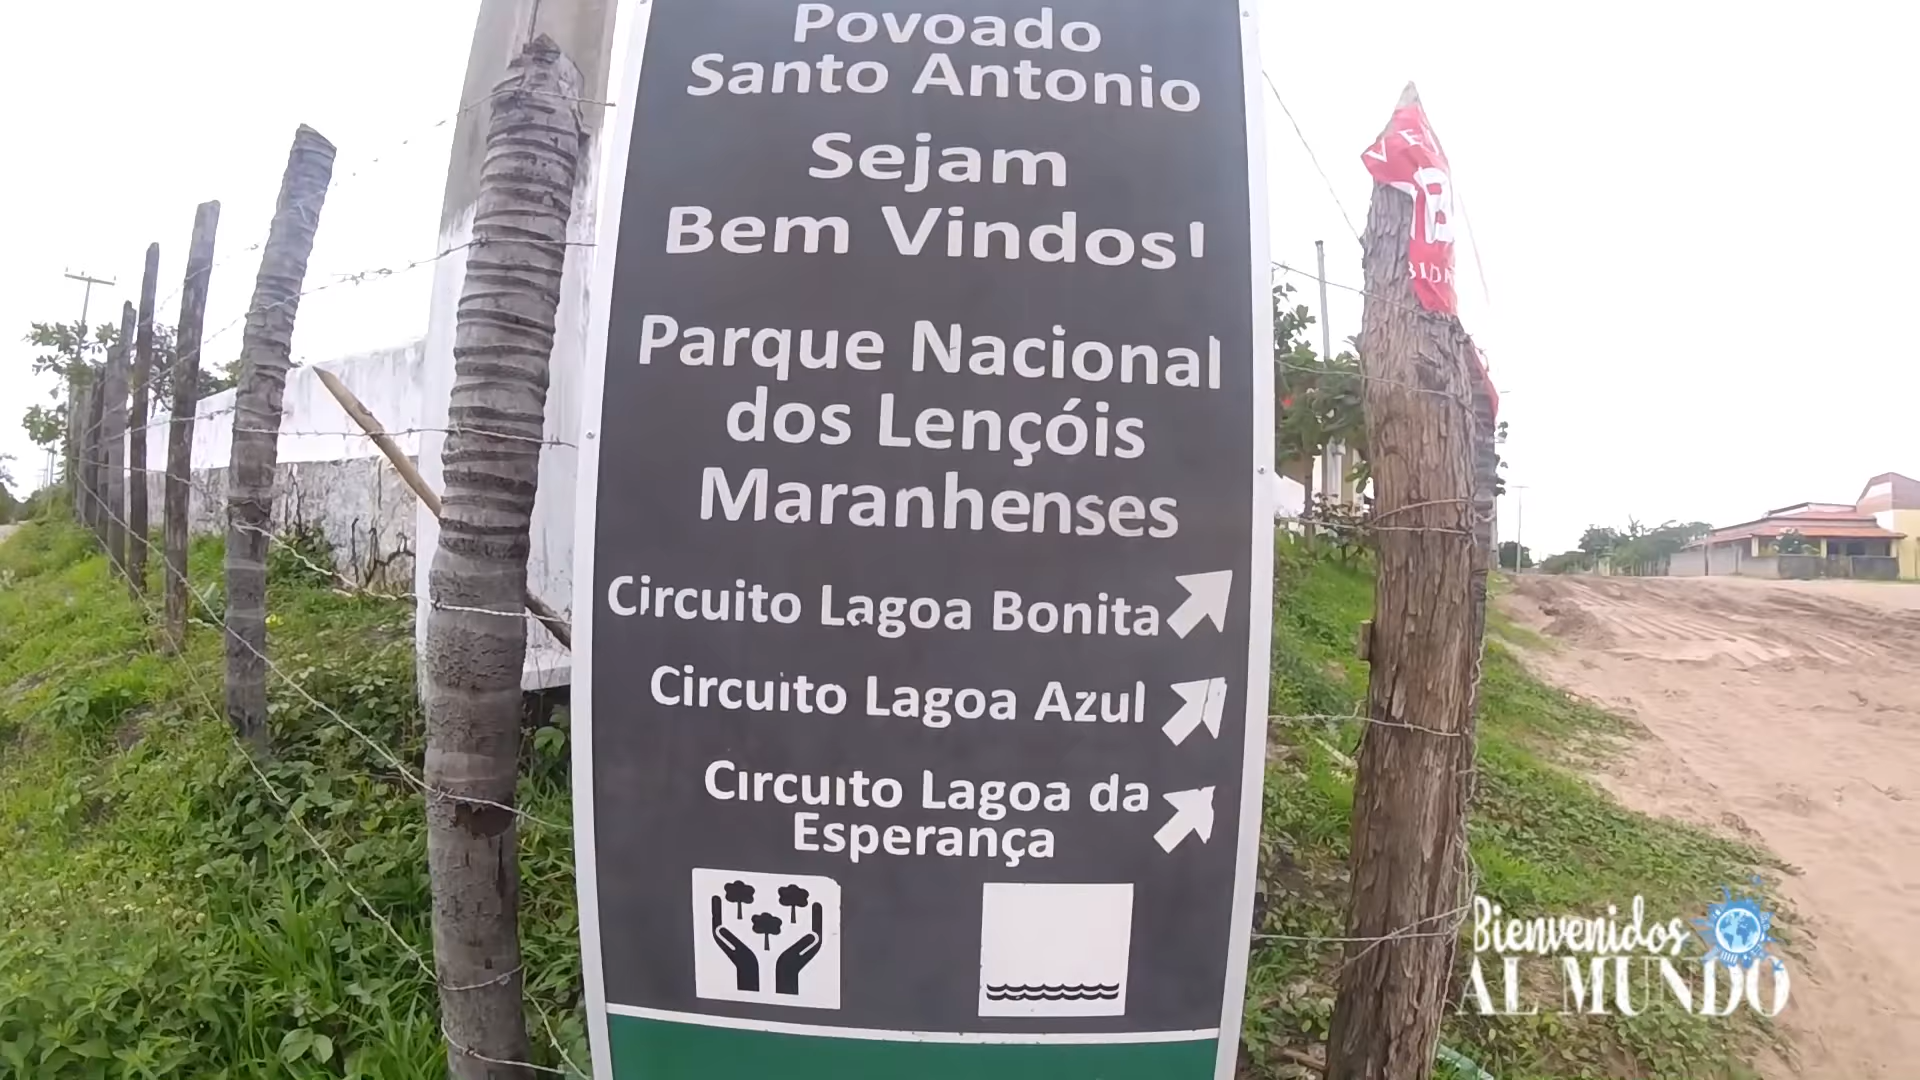 Povoado
Santo Antonio
Sejam
Bem Vindos!
Parque Nacional
dos Lençóis
Maranhenses
Circuito Lagoa Bonita
Circuito Lagoa Azul
Circuito Lagoa da
Esperança
Bienvenidos
AL MUNDO